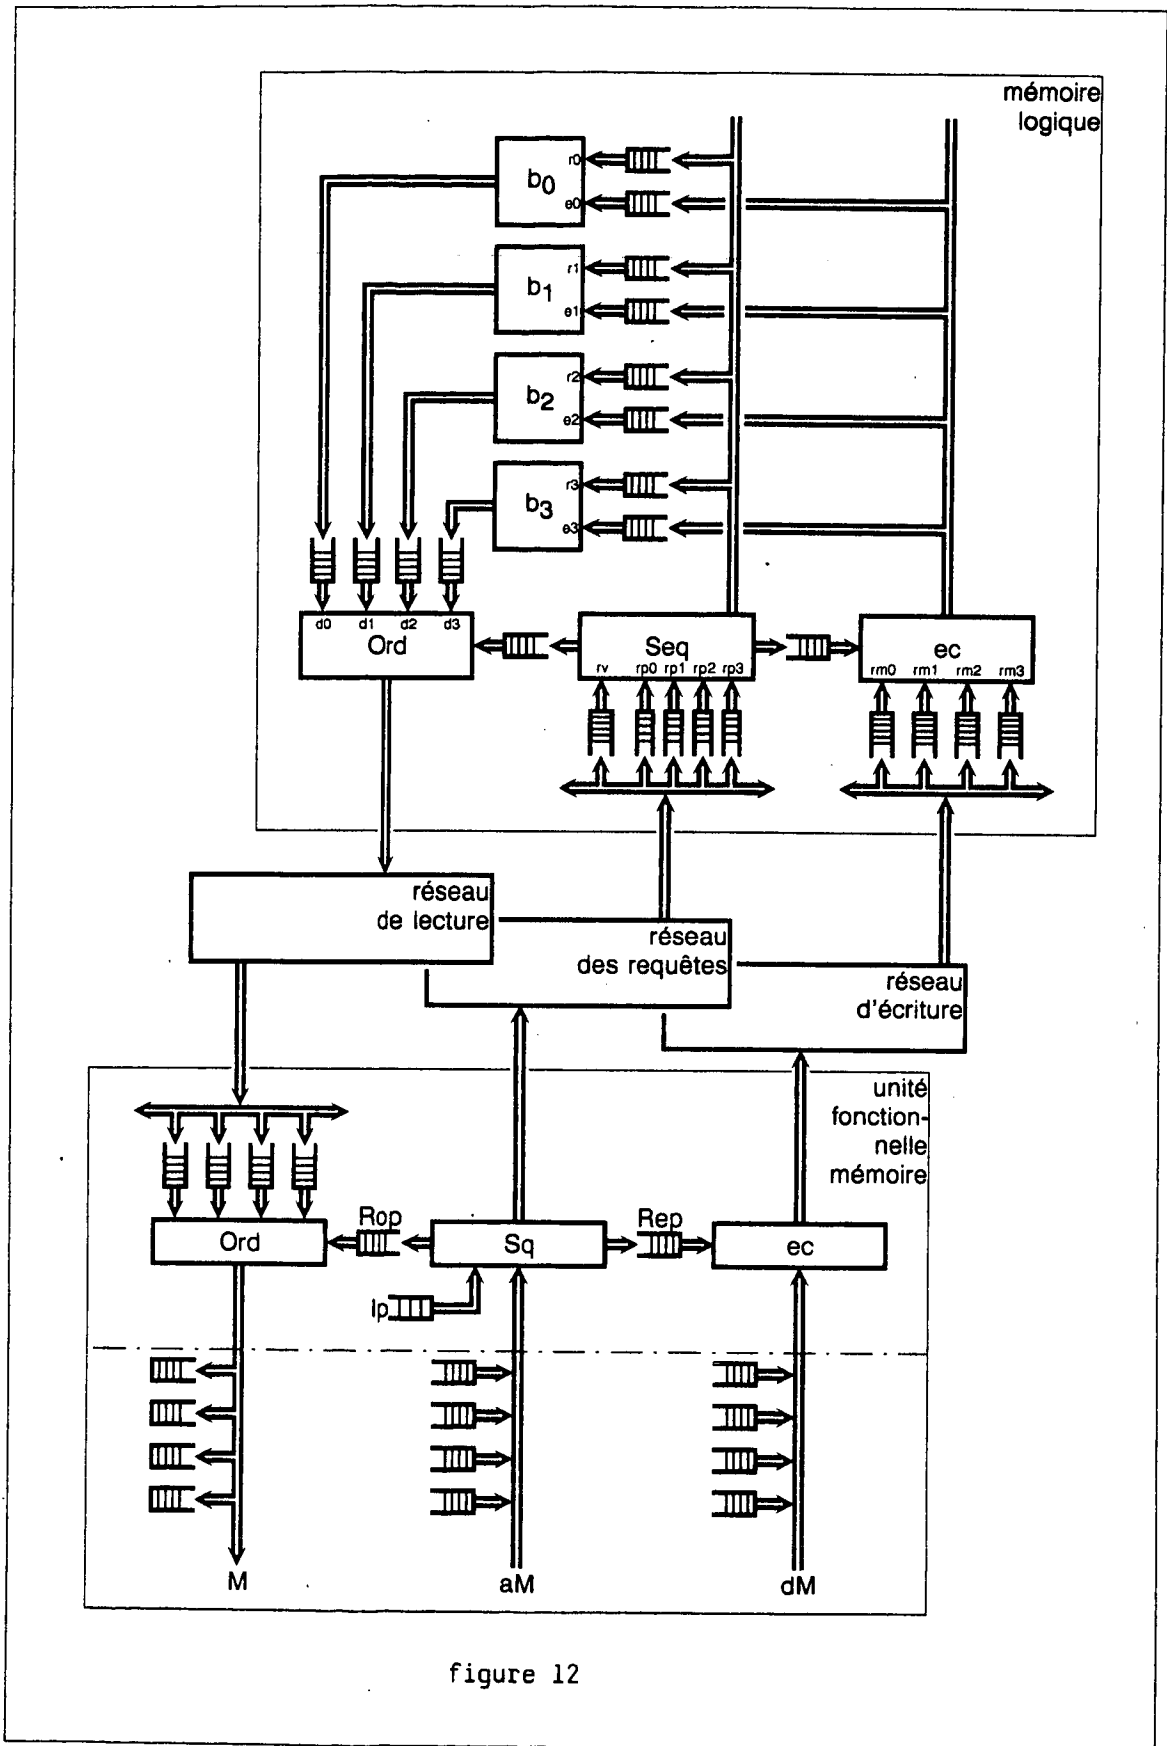 mémoire
logique
b0
r0
e0
b1
r1
e1
b2
r2
e2
b3
r3
e3
d0 d1 d2 d3
Ord
Seq
rv rp0 rp1 rp2 rp3
ec
rm0 rm1 rm2 rm3
réseau
de lecture
réseau
des requêtes
réseau
d'écriture
unité
fonction-
nelle
mémoire
Ord
Rop
Sq
Rep
ec
Ip
M
aM
dM
figure 12